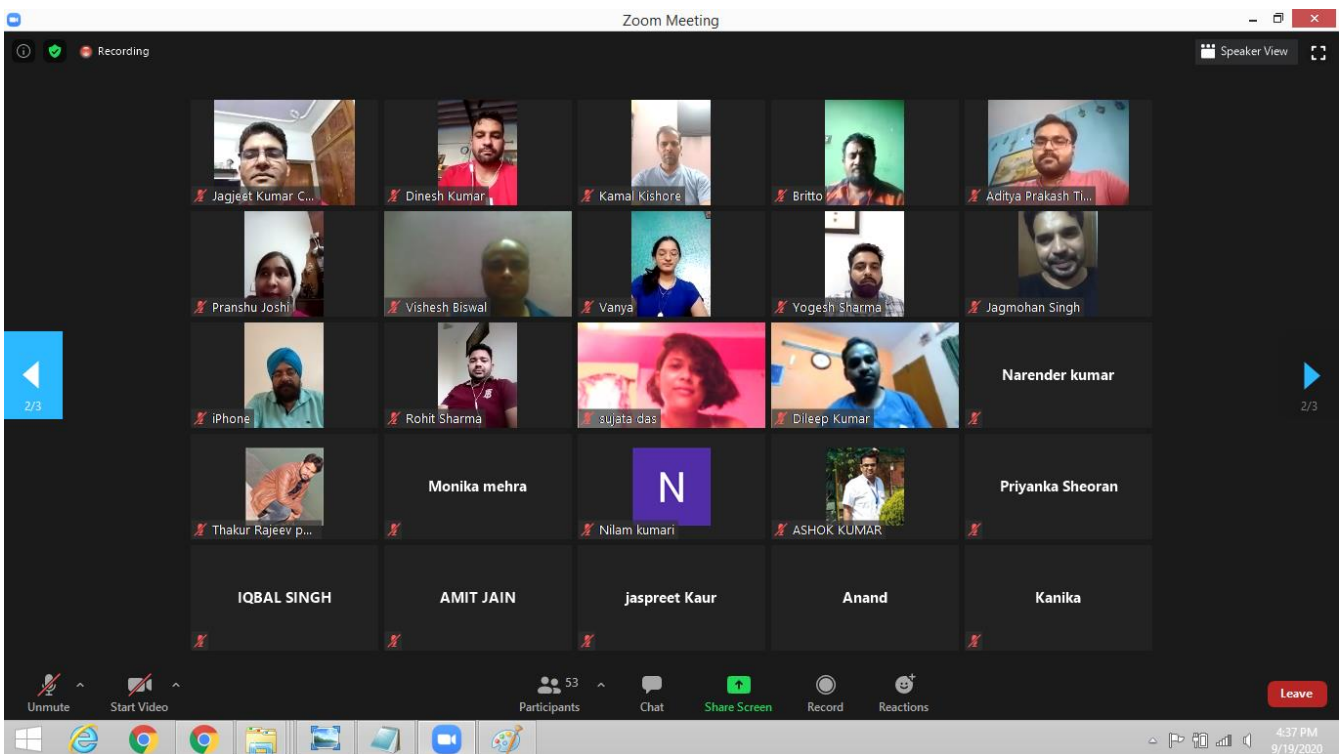 Zoom Meeting
Recording
Speaker View
Jagjeet Kumar C...
Dinesh Kumar
Kamal Kishore
Britto
Aditya Prakash Ti...
Pranshu Joshi
Vishesh Biswal
Vanya
Yogesh Sharma
Jagmohan Singh
iPhone
Rohit Sharma
sujata das
Dileep Kumar
Narender kumar
2/3
2/3
Thakur Rajeev p...
Monika mehra
N
Nilam kumari
ASHOK KUMAR
Priyanka Sheoran
IQBAL SINGH
AMIT JAIN
jaspreet Kaur
Anand
Kanika
Unmute
Start Video
53
Participants
Chat
Share Screen
Record
Reactions
Leave
4:37 PM
9/19/2020